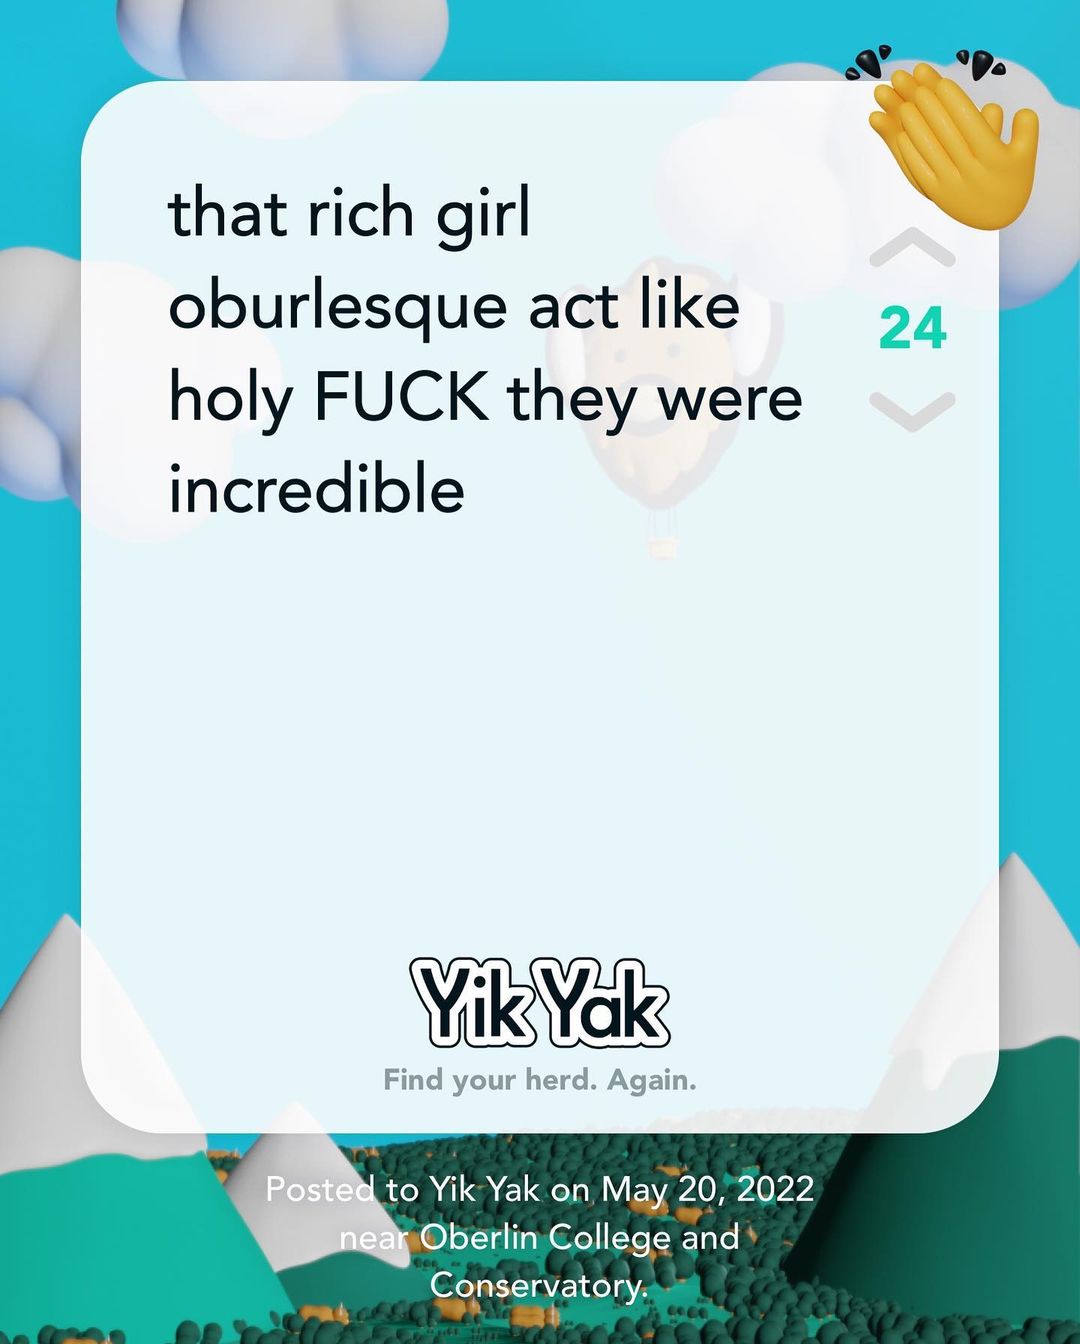 that rich girl
oburlesque act like
holy FUCK they were
incredible
24
Yik Yak
Find your herd. Again.
Posted to Yik Yak on May 20, 2022
near Oberlin College and
Conservatory.